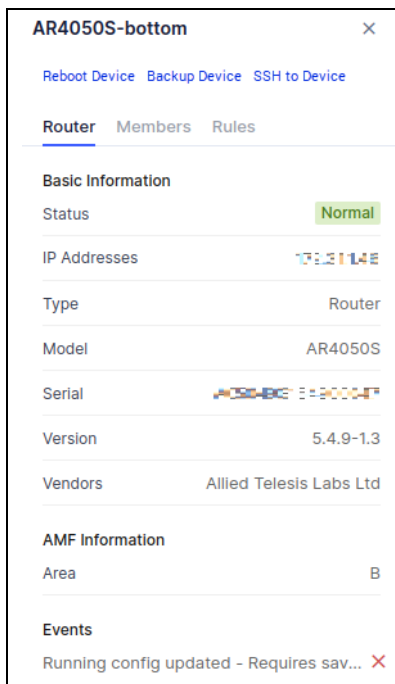 AR4050S-bottom ×
Reboot Device Backup Device SSH to Device
Router Members Rules
Basic Information
Status Normal
IP Addresses
Type Router
Model AR4050S
Serial
Version 5.4.9-1.3
Vendors Allied Telesis Labs Ltd
AMF Information
Area B
Events
Running config updated - Requires sav...